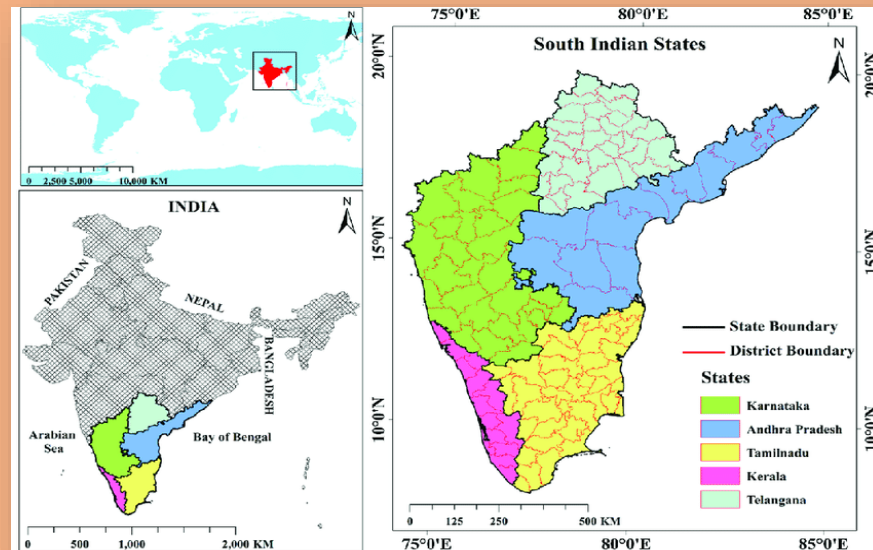 N
0 2,500 5,000 10,000 KM
INDIA
N
PAKISTAN
NEPAL
BANGLADESH
Arabian
Sea
Bay of Bengal
0 500 1,000 2,000 KM
75°0'E 80°0'E 85°0'E
South Indian States
N
20°0'N 20°0'N
15°0'N 15°0'N
10°0'N 10°0'N
State Boundary
District Boundary
States
Karnataka
Andhra Pradesh
Tamilnadu
Kerala
Telangana
0 125 250 500 KM
75°0'E 80°0'E 85°0'E